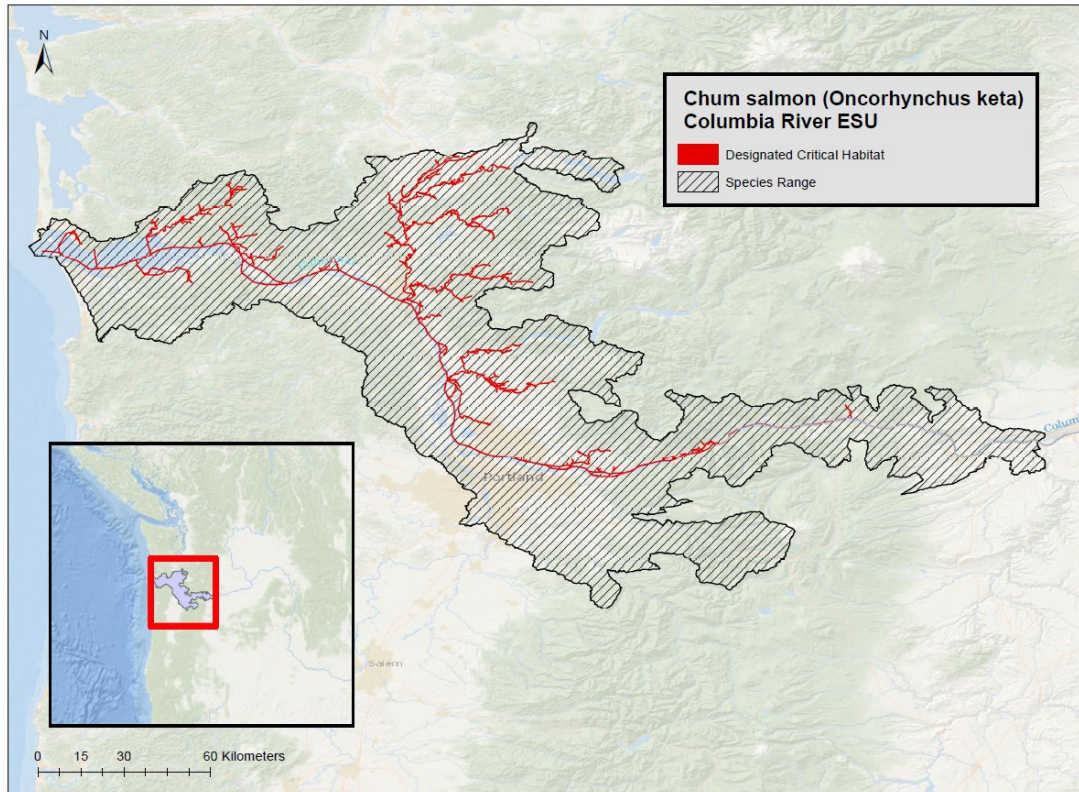 N
Chum salmon (Oncorhynchus keta)
Columbia River ESU
Designated Critical Habitat
Species Range
Colum
Portland
Salem
0 15 30 60 Kilometers